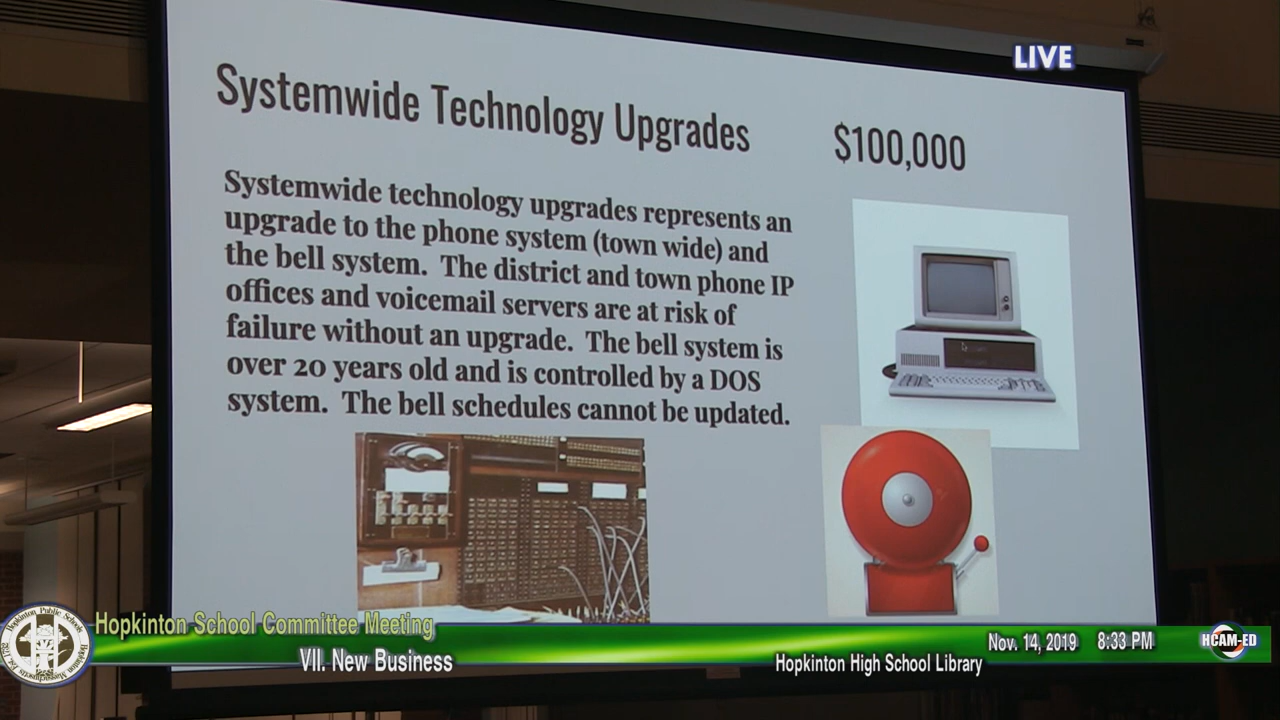 LIVE
Systemwide Technology Upgrades $100,000
Systemwide technology upgrades represents an
upgrade to the phone system (town wide) and
the bell system. The district and town phone IP
offices and voicemail servers are at risk of
failure without an upgrade. The bell system is
over 20 years old and is controlled by a DOS
system. The bell schedules cannot be updated.
Hopkinton School Committee Meeting
VII. New Business
Nov. 14, 2019 8:33 PM
Hopkinton High School Library
HCAM-ED
Hopkinton Public Schools